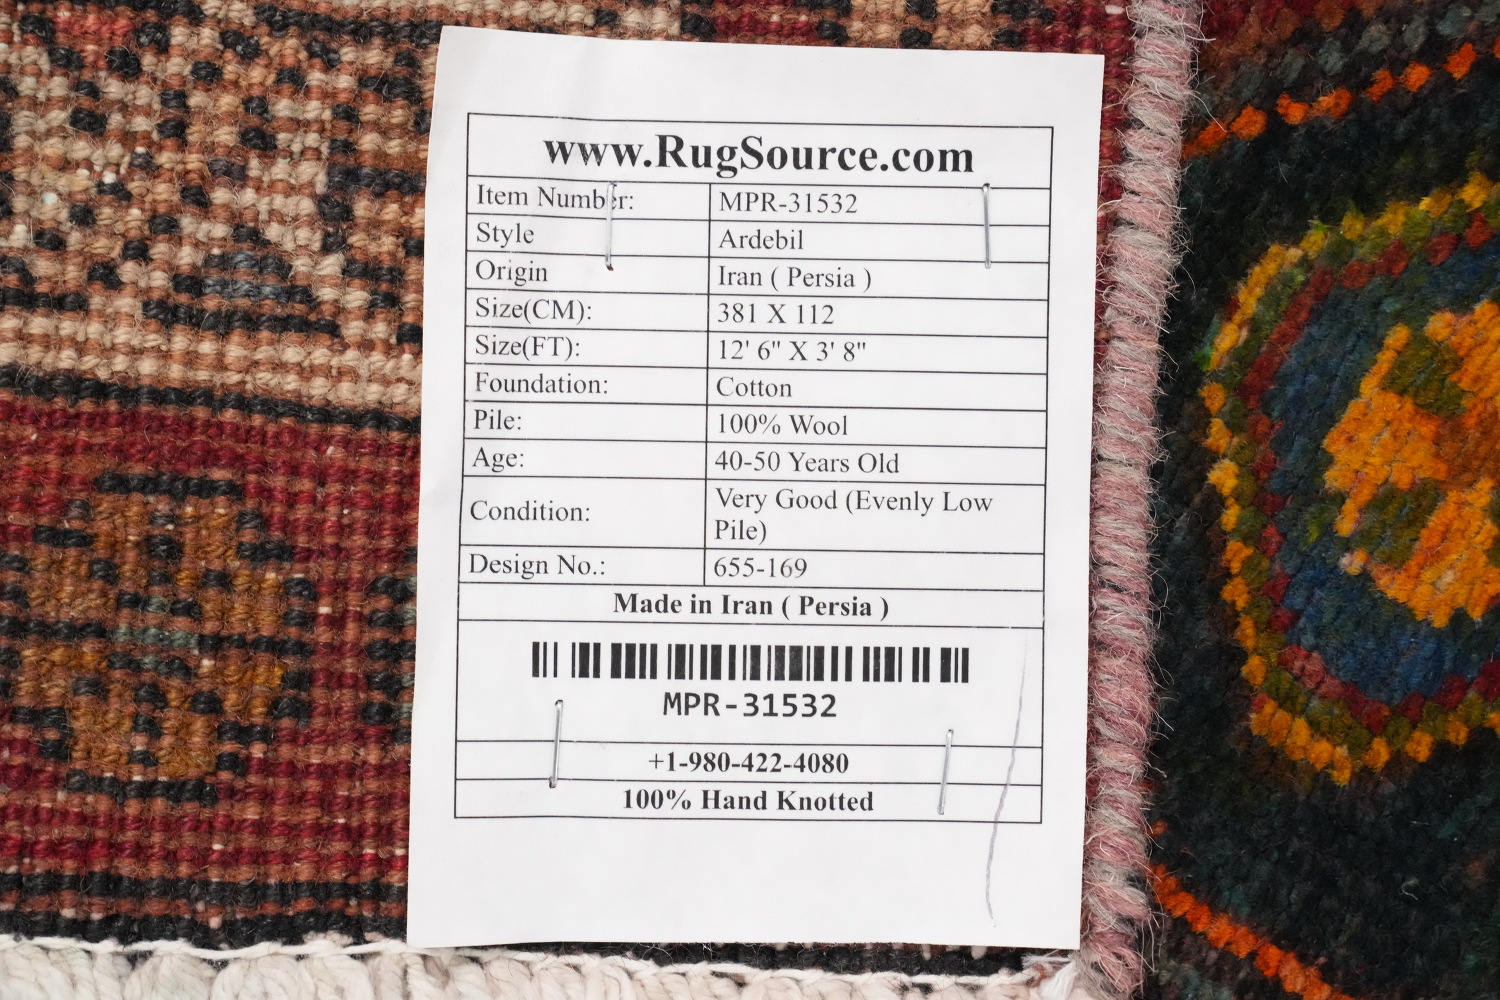 www.RugSource.com
Item Number: MPR-31532
Style Ardebil
Origin Iran ( Persia )
Size(CM): 381 X 112
Size(FT): 12' 6" X 3' 8"
Foundation: Cotton
Pile: 100% Wool
Age: 40-50 Years Old
Condition: Very Good (Evenly Low
Pile)
Design No.: 655-169
Made in Iran ( Persia )
MPR-31532
+1-980-422-4080
100% Hand Knotted